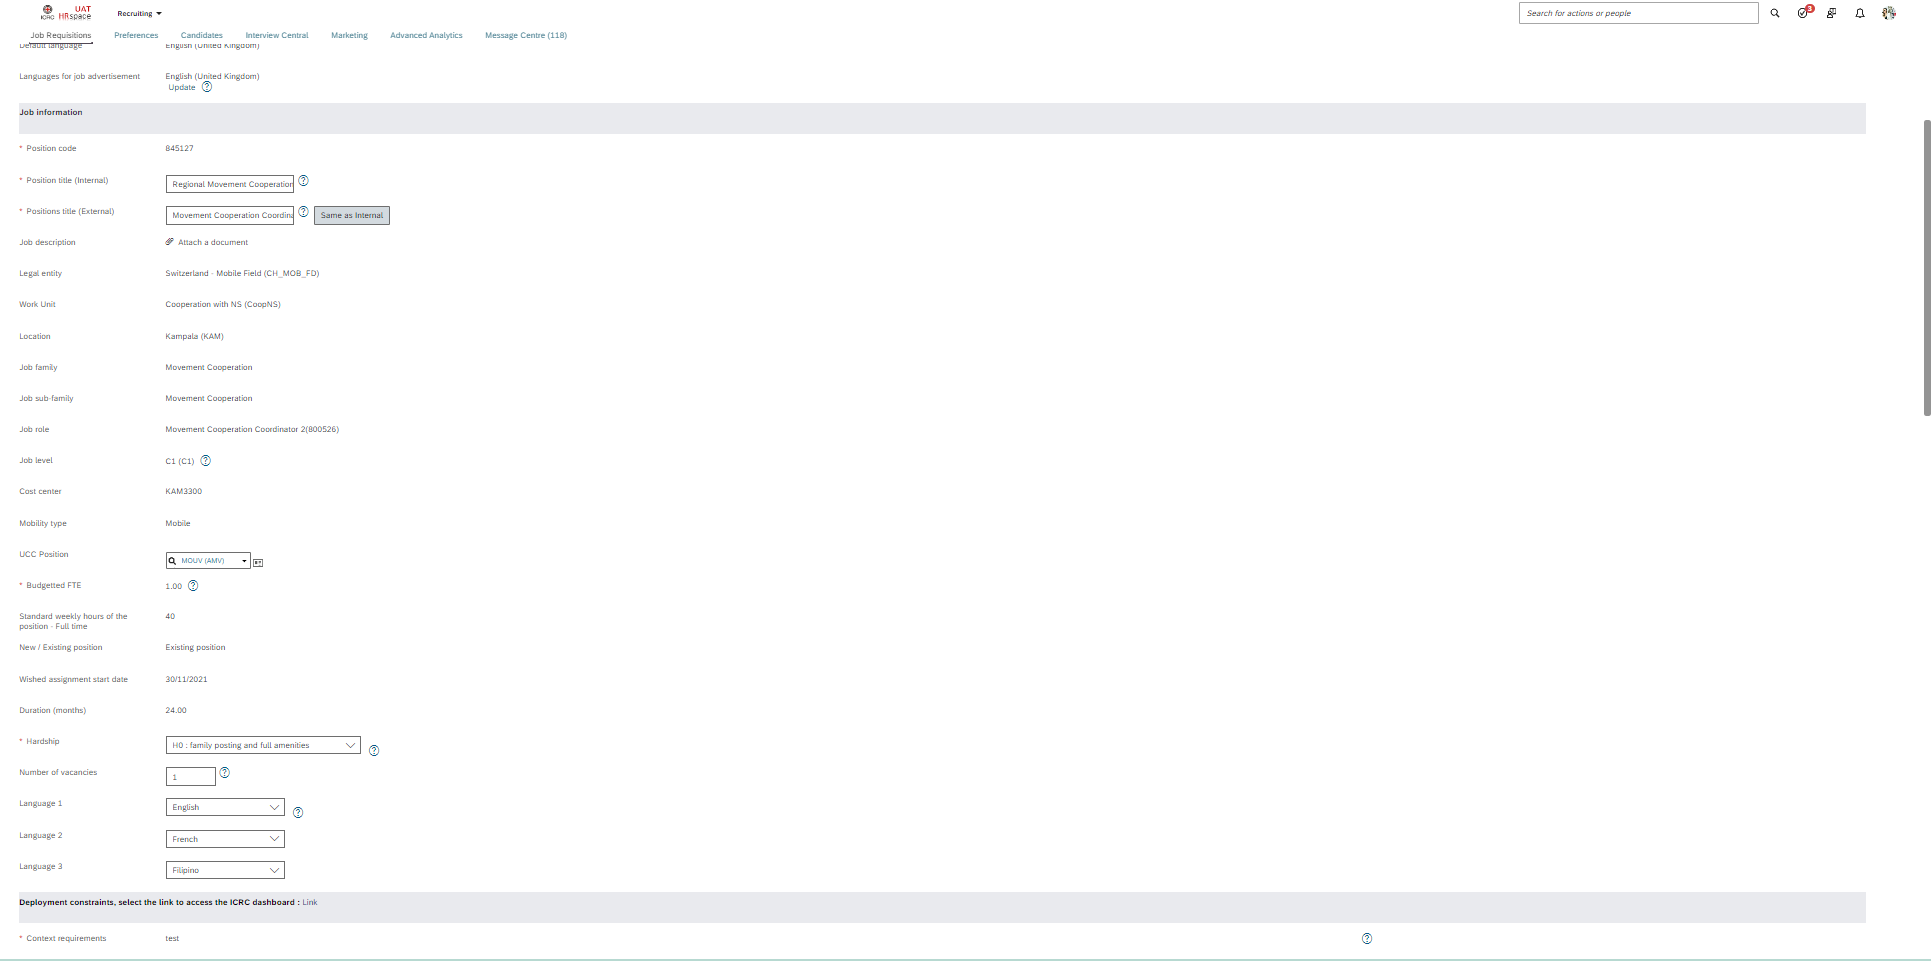 ICRC UAT HRspace
Recruiting
Search for actions or people
3
Job Requisitions Preferences Candidates Interview Central Marketing Advanced Analytics Message Centre (118)
Default language English (United Kingdom)
Languages for job advertisement English (United Kingdom)
Update
Job information
* Position code 845127
* Position title (Internal) Regional Movement Cooperation
* Positions title (External) Movement Cooperation Coordina Same as Internal
Job description Attach a document
Legal entity Switzerland - Mobile Field (CH_MOB_FD)
Work Unit Cooperation with NS (CoopNS)
Location Kampala (KAM)
Job family Movement Cooperation
Job sub-family Movement Cooperation
Job role Movement Cooperation Coordinator 2(800526)
Job level C1 (C1)
Cost center KAM3300
Mobility type Mobile
UCC Position MOUV (AMV)
* Budgetted FTE 1.00
Standard weekly hours of the 40
position - Full time
New / Existing position Existing position
Wished assignment start date 30/11/2021
Duration (months) 24.00
* Hardship H0 : family posting and full amenities
Number of vacancies 1
Language 1 English
Language 2 French
Language 3 Filipino
Deployment constraints, select the link to access the ICRC dashboard : Link
* Context requirements test